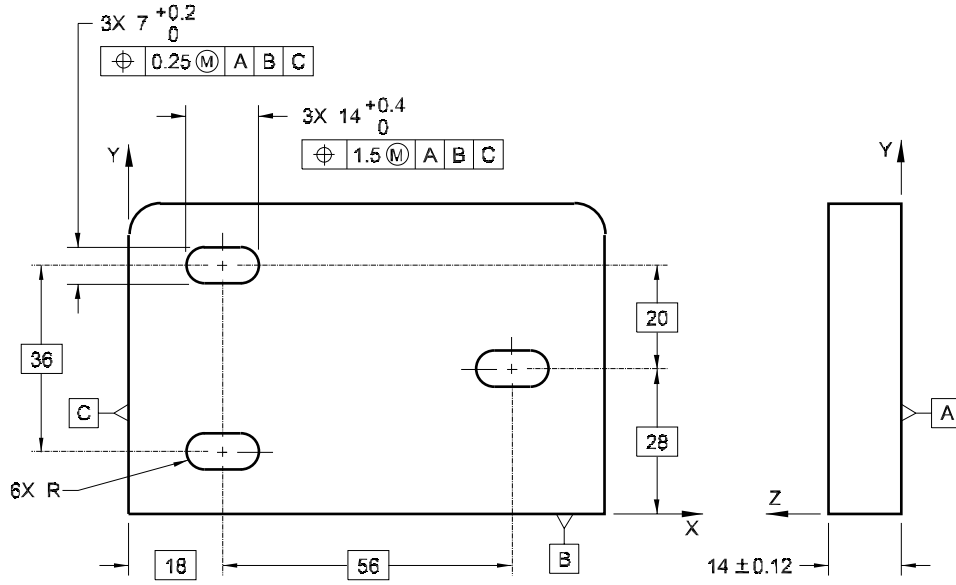 3X 7 +0.2
0
⌖ 0.25 Ⓜ A B C
3X 14 +0.4
0
⌖ 1.5 Ⓜ A B C
Y
Y
20
36
C
A
28
6X R
Z
X
B
18
56
14 ±0.12